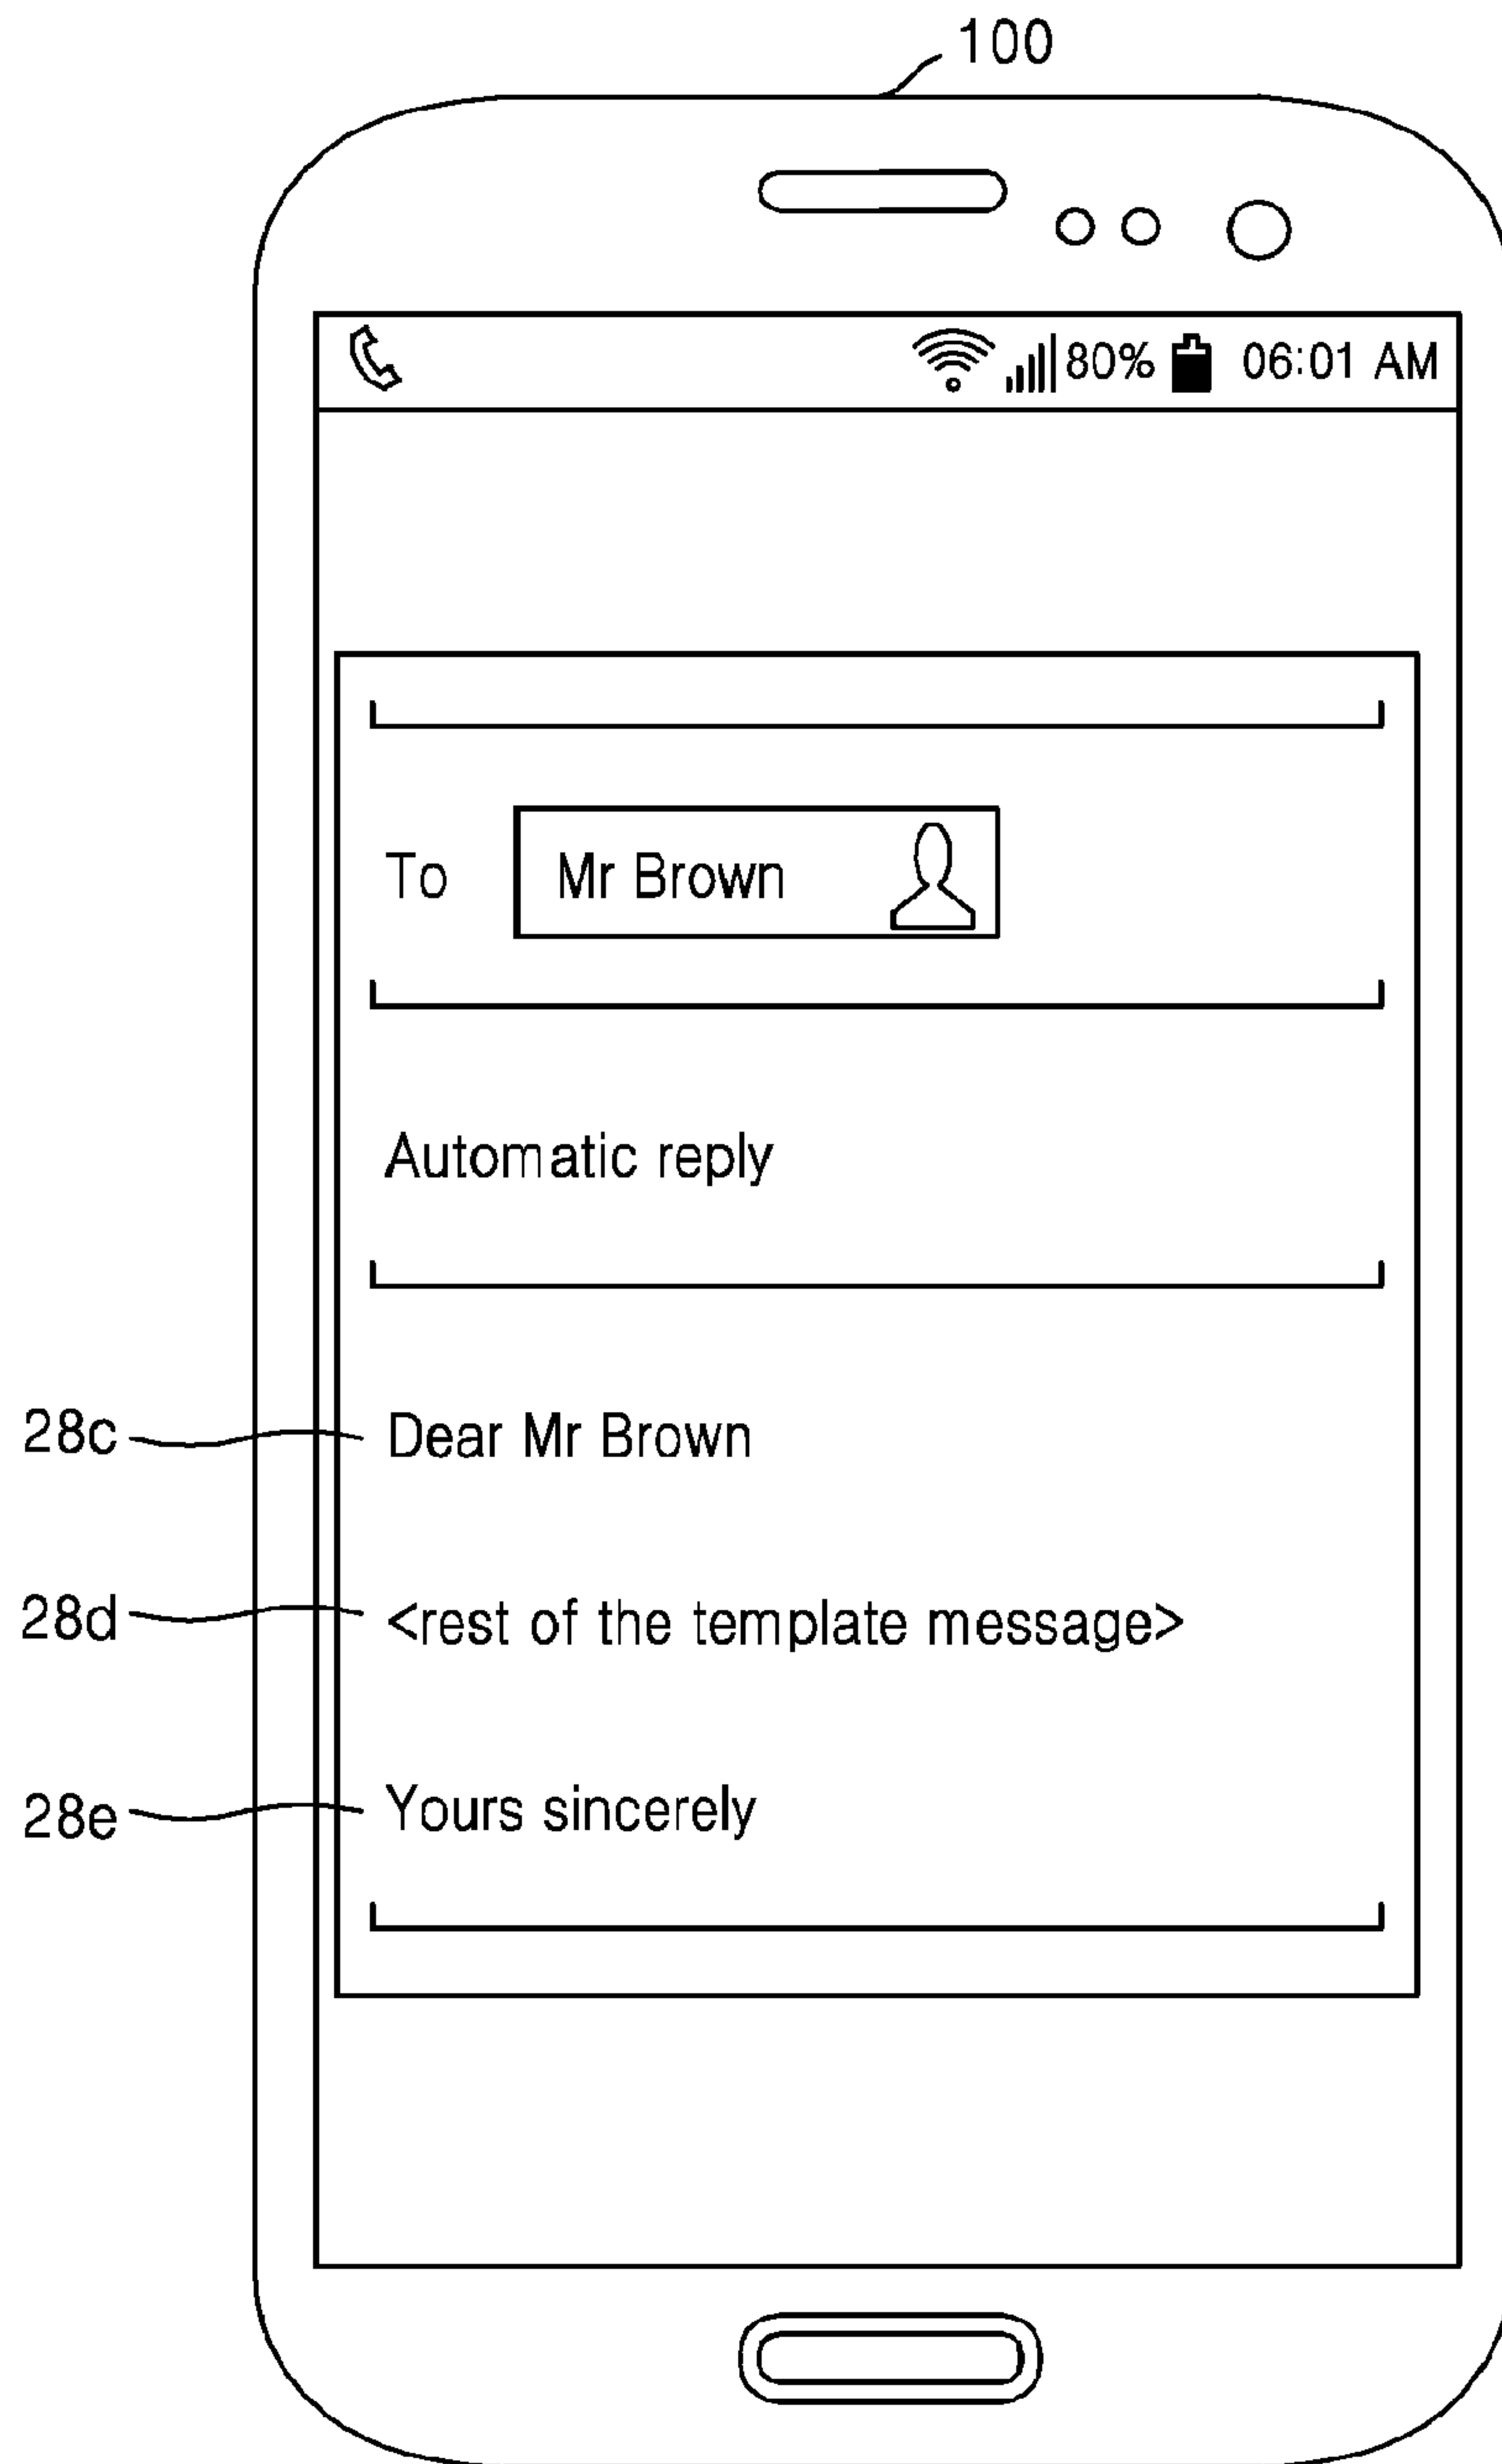 100
80% 06:01 AM
To Mr Brown
Automatic reply
28c Dear Mr Brown
28d <rest of the template message>
28e Yours sincerely